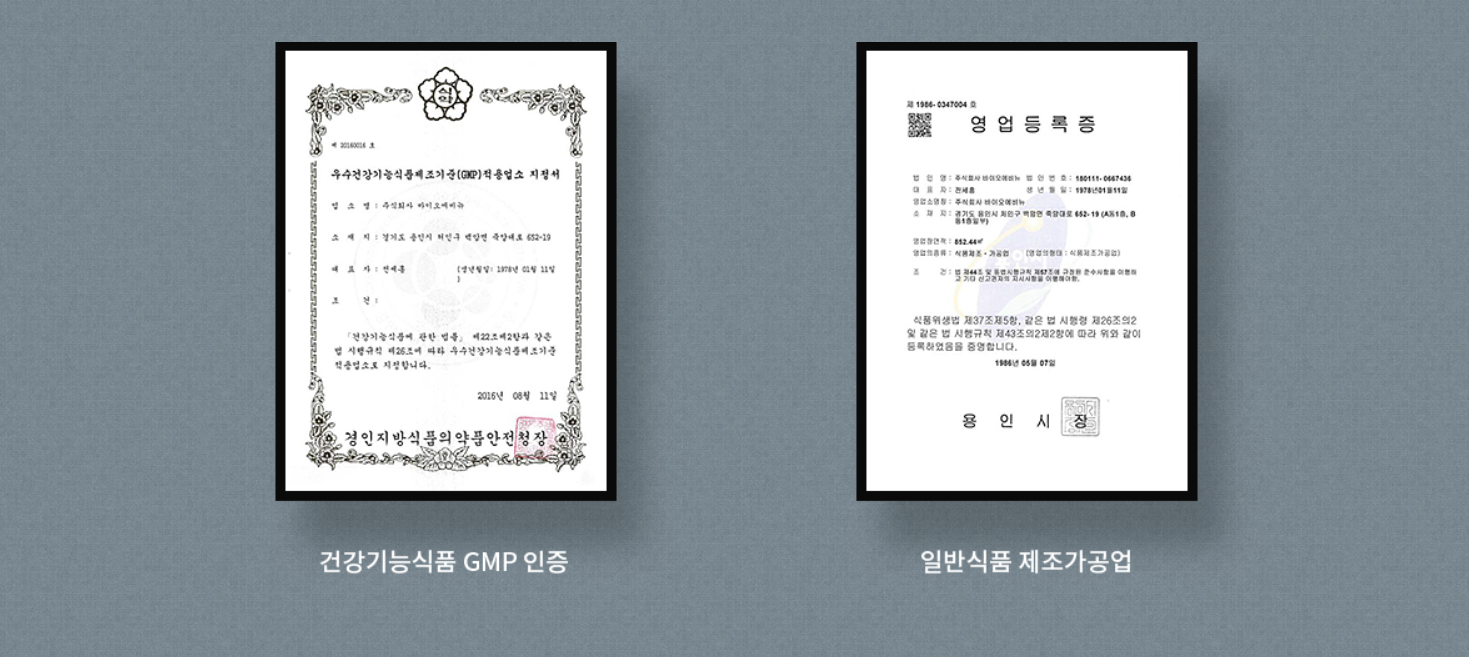 식약
제 20160016 호
우수건강기능식품제조기준(GMP)적용업소 지정서
업 소 명 : 주식회사 바이오에비뉴
소 재 지 : 경기도 용인시 처인구 백암면 죽양대로 652-19
대 표 자 : 전세흥 (생년월일: 1978년 01월 11일
)
조 건 :
「건강기능식품에 관한 법률」 제22조제2항과 같은
법 시행규칙 제26조에 따라 우수건강기능식품제조기준
적용업소로 지정합니다.
2016년 08월 11일
경인지방식품의약품안전청장
건강기능식품 GMP 인증
제 1986- 0347004 호
영업등록증
법 인 명 : 주식회사 바이오에비뉴 법 인 번 호 : 180111- 0667436
대 표 자 : 전세흥 생 년 월 일 : 1978년01월11일
영업소명칭 : 주식회사 바이오에비뉴
소 재 지 : 경기도 용인시 처인구 백암면 죽양대로 652- 19 (A동1층, B
동1층일부)
영업장면적 : 852.44㎡
영업의종류 : 식품제조·가공업 (영업의형태 : 식품제조가공업)
조 건 : 법 제44조 및 동법시행규칙 제57조에 규정된 준수사항을 이행하
고 기타 신고관자의 지시사항을 이행해야함.
식품위생법 제37조제5항, 같은 법 시행령 제26조의2
및 같은 법 시행규칙 제43조의2제2항에 따라 위와 같이
등록하였음을 증명합니다.
1986년 05월 07일
용 인 시 장
일반식품 제조가공업